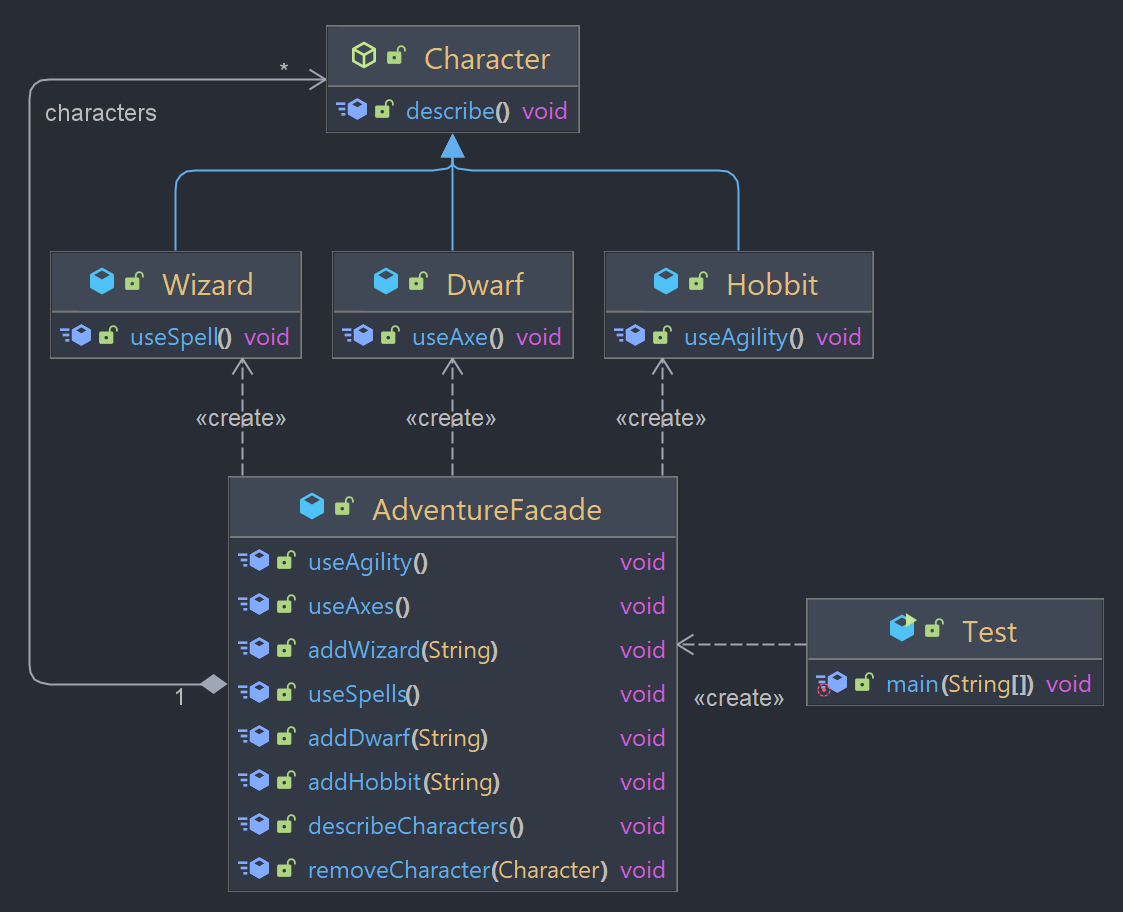 Character
*
describe() void
characters
Wizard
Dwarf
Hobbit
useSpell() void
useAxe() void
useAgility() void
«create»
«create»
«create»
AdventureFacade
useAgility() void
useAxes() void
addWizard(String) void
useSpells() void
addDwarf(String) void
addHobbit(String) void
describeCharacters() void
removeCharacter(Character) void
1
Test
main(String[]) void
«create»